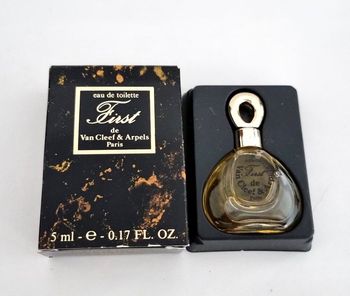 eau de toilette
First
de
Van Cleef & Arpels
Paris
5 ml - e - 0.17 FL. OZ.
First
de
Van Cleef & Arpels